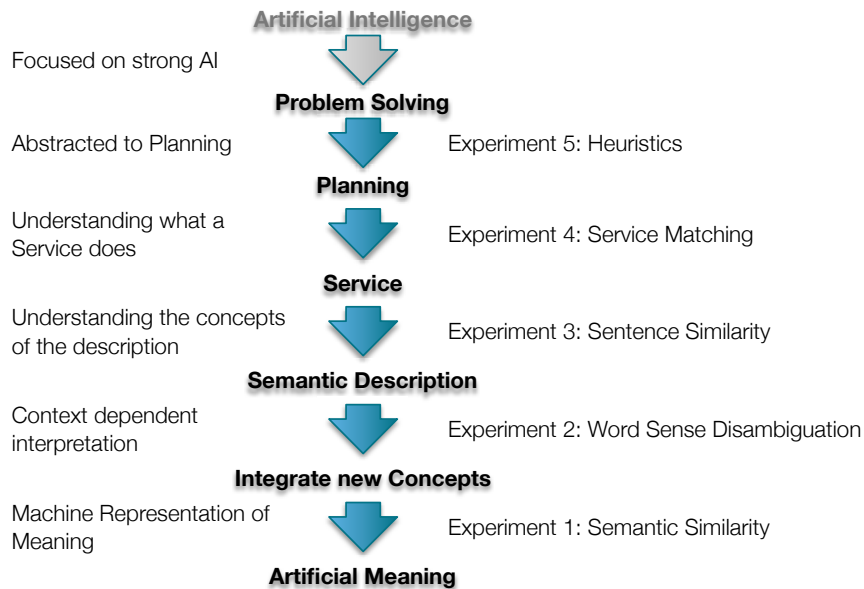 Artificial Intelligence
Focused on strong AI
Problem Solving
Abstracted to Planning
Experiment 5: Heuristics
Planning
Understanding what a
Service does
Experiment 4: Service Matching
Service
Understanding the concepts
of the description
Experiment 3: Sentence Similarity
Semantic Description
Context dependent
interpretation
Experiment 2: Word Sense Disambiguation
Integrate new Concepts
Machine Representation of
Meaning
Experiment 1: Semantic Similarity
Artificial Meaning